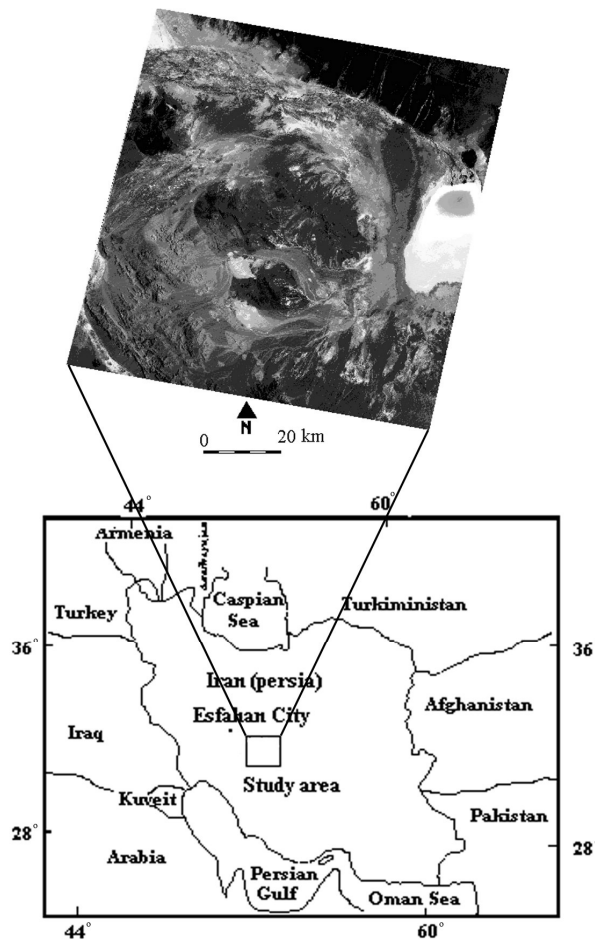 N
0 20 km
44° 60°
Armenia
Caspian
Sea
Turkiministan
Turkey
36° 36
Iran (persia)
Esfahan City
Afghanistan
Iraq
Study area
Kuveit
Pakistan
28° 28
Arabia
Persian
Gulf
Oman Sea
44° 60°